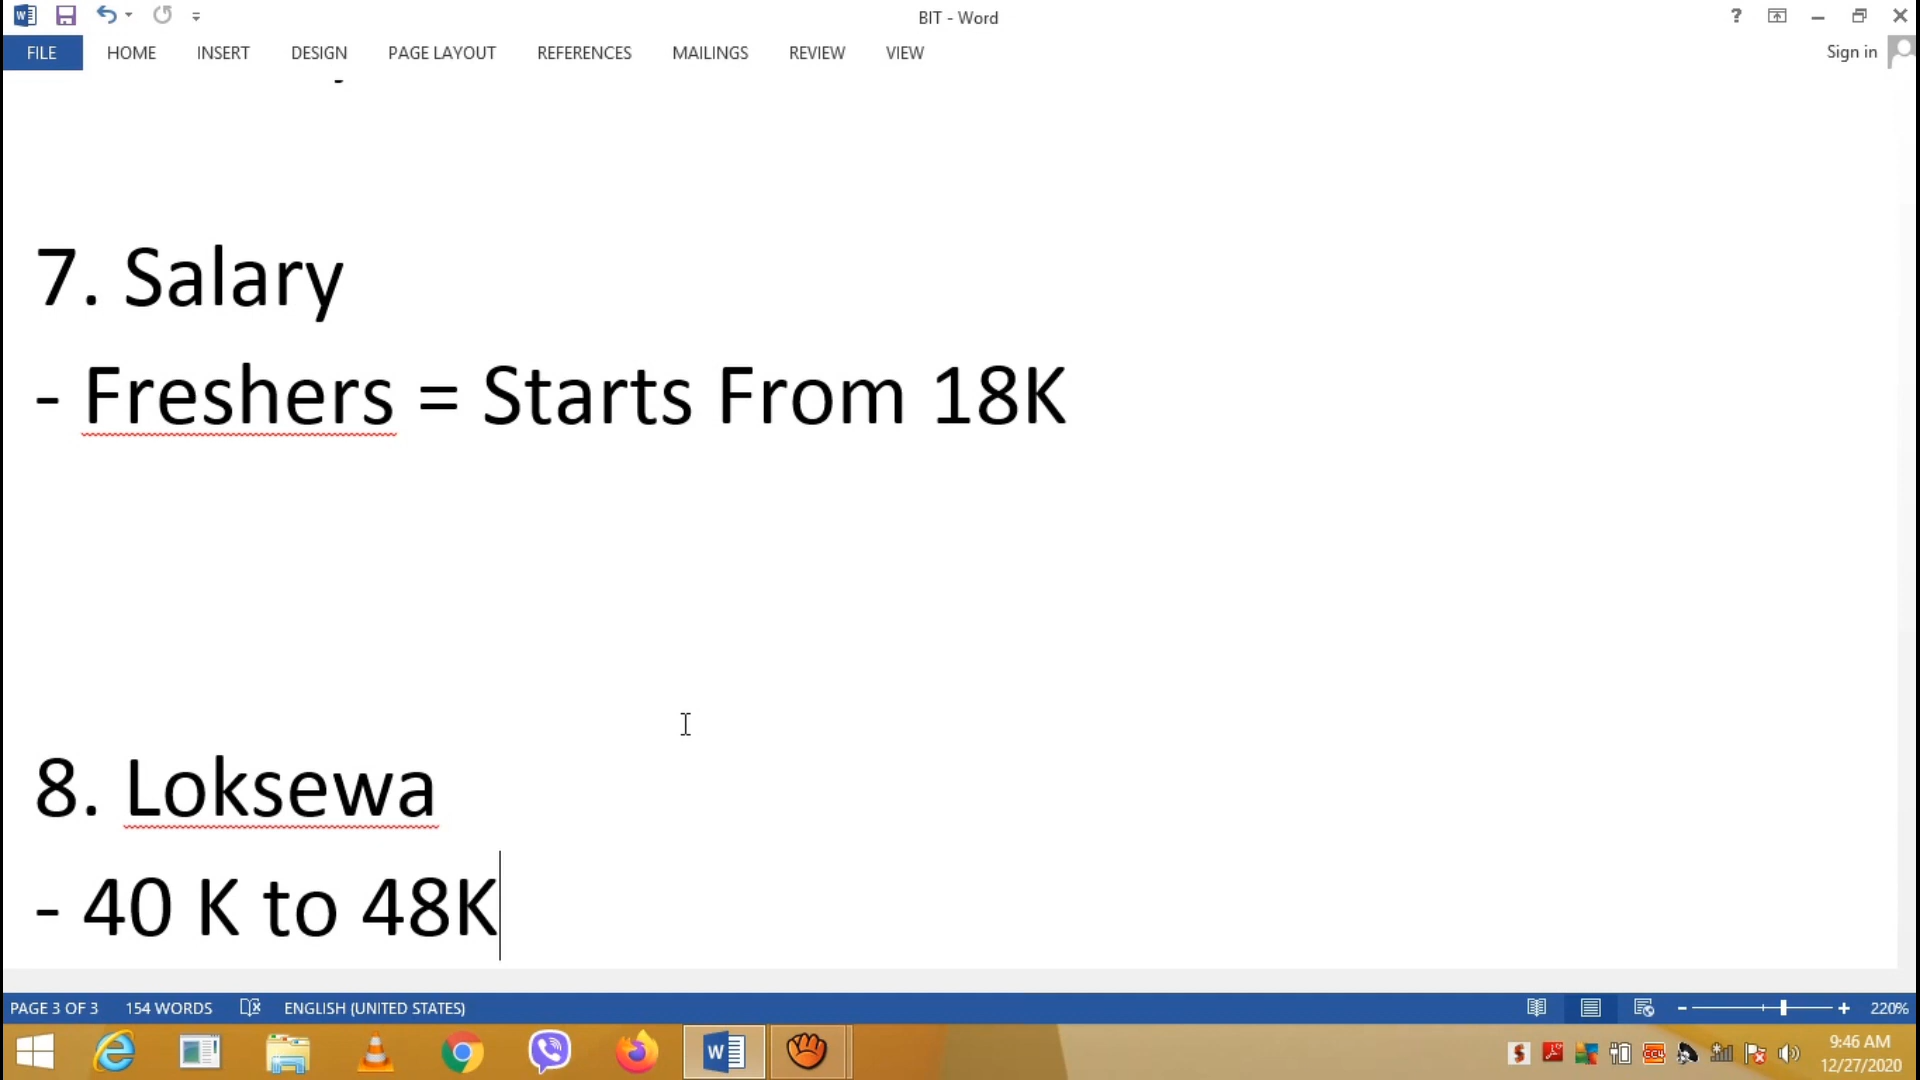 BIT - Word
?
FILE HOME INSERT DESIGN PAGE LAYOUT REFERENCES MAILINGS REVIEW VIEW Sign in
7. Salary
- Freshers = Starts From 18K
8. Loksewa
- 40 K to 48K
PAGE 3 OF 3 154 WORDS ENGLISH (UNITED STATES) 220%
9:46 AM
12/27/2020